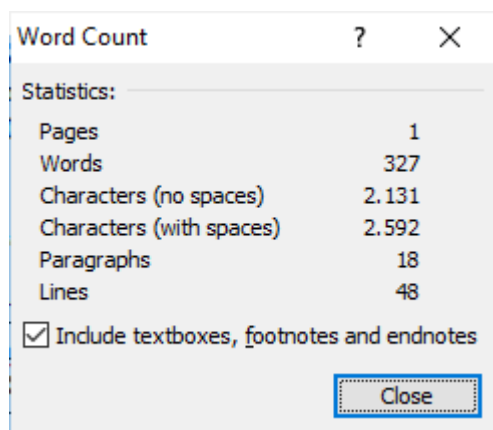 Word Count ? X
Statistics:
Pages 1
Words 327
Characters (no spaces) 2.131
Characters (with spaces) 2.592
Paragraphs 18
Lines 48
Include textboxes, footnotes and endnotes
Close